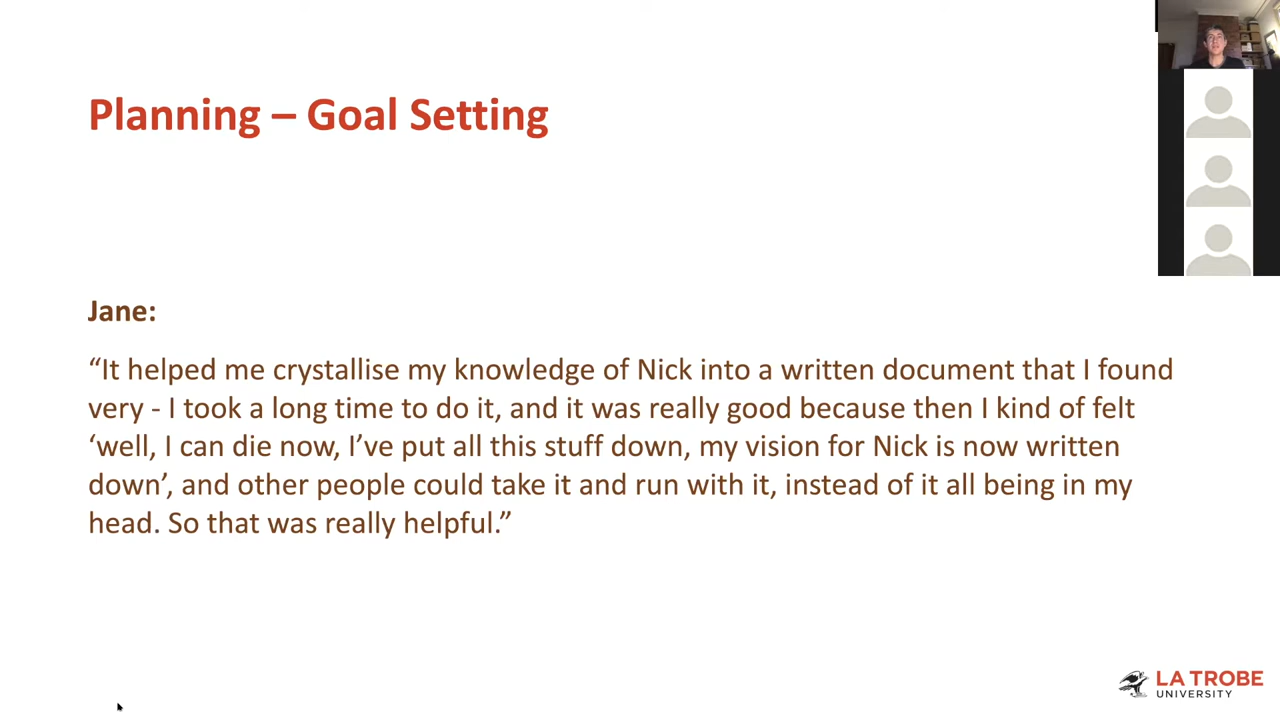 Planning – Goal Setting
Jane:
“It helped me crystallise my knowledge of Nick into a written document that I found
very - I took a long time to do it, and it was really good because then I kind of felt
‘well, I can die now, I’ve put all this stuff down, my vision for Nick is now written
down’, and other people could take it and run with it, instead of it all being in my
head. So that was really helpful.”
LA TROBE
UNIVERSITY